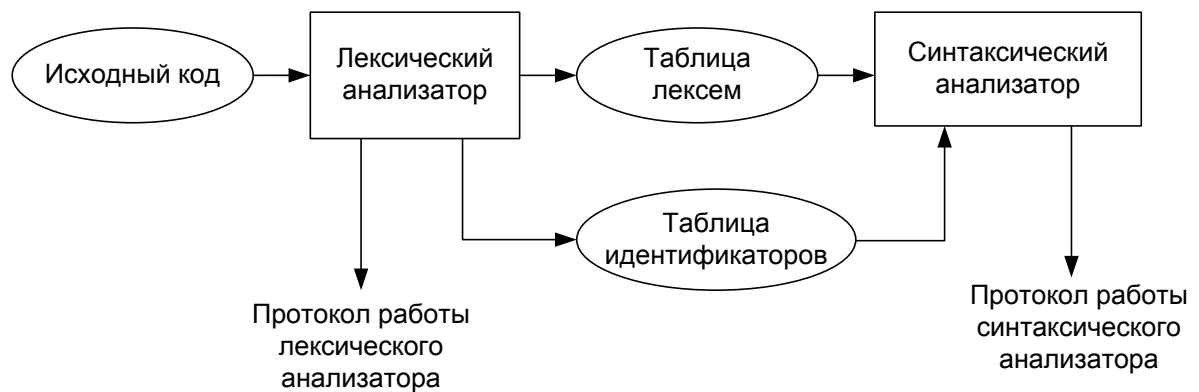 Исходный код
Лексический
анализатор
Таблица
лексем
Синтаксический
анализатор
Таблица
идентификаторов
Протокол работы
лексического
анализатора
Протокол работы
синтаксического
анализатора